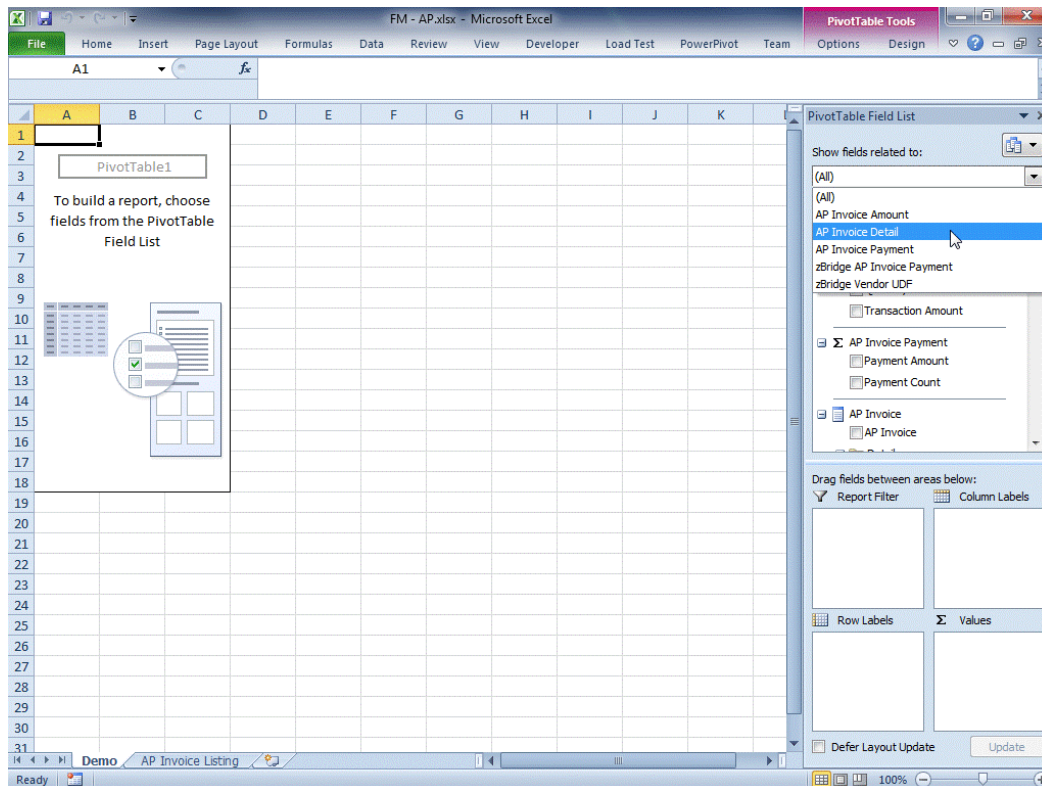 FM - AP.xlsx - Microsoft Excel
PivotTable Tools
File Home Insert Page Layout Formulas Data Review View Developer Load Test PowerPivot Team Options Design
A1 fx
A B C D E F G H I J K
PivotTable Field List
1
2
3
4
5
6
7
8
9
10
11
12
13
14
15
16
17
18
19
20
21
22
23
24
25
26
27
28
29
30
31
PivotTable1
To build a report, choose
fields from the PivotTable
Field List
Show fields related to:
(All)
(All)
AP Invoice Amount
AP Invoice Detail
AP Invoice Payment
zBridge AP Invoice Payment
zBridge Vendor UDF
Transaction Amount
Σ AP Invoice Payment
Payment Amount
Payment Count
AP Invoice
AP Invoice
Drag fields between areas below:
Report Filter Column Labels
Row Labels Σ Values
Defer Layout Update Update
Demo AP Invoice Listing
Ready 100%